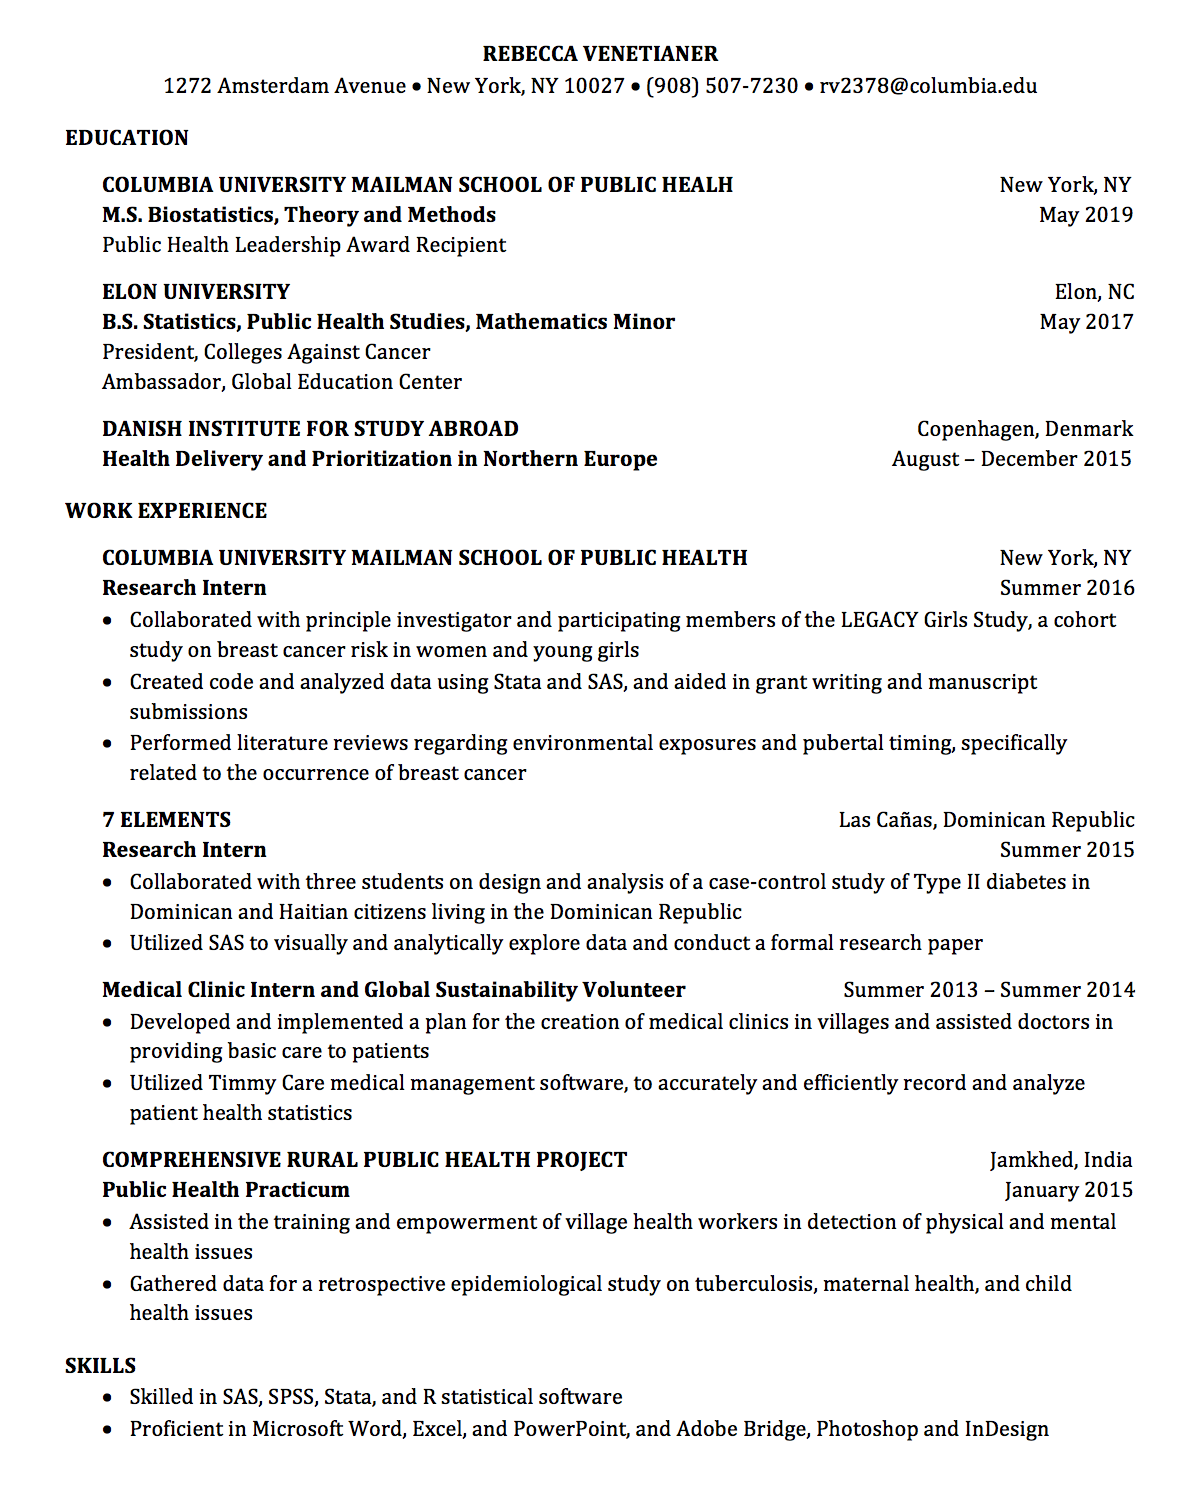 REBECCA VENETIANER
1272 Amsterdam Avenue • New York, NY 10027 • (908) 507-7230 • rv2378@columbia.edu
EDUCATION
COLUMBIA UNIVERSITY MAILMAN SCHOOL OF PUBLIC HEALH New York, NY
M.S. Biostatistics, Theory and Methods May 2019
Public Health Leadership Award Recipient
ELON UNIVERSITY Elon, NC
B.S. Statistics, Public Health Studies, Mathematics Minor May 2017
President, Colleges Against Cancer
Ambassador, Global Education Center
DANISH INSTITUTE FOR STUDY ABROAD Copenhagen, Denmark
Health Delivery and Prioritization in Northern Europe August – December 2015
WORK EXPERIENCE
COLUMBIA UNIVERSITY MAILMAN SCHOOL OF PUBLIC HEALTH New York, NY
Research Intern Summer 2016
• Collaborated with principle investigator and participating members of the LEGACY Girls Study, a cohort
study on breast cancer risk in women and young girls
• Created code and analyzed data using Stata and SAS, and aided in grant writing and manuscript
submissions
• Performed literature reviews regarding environmental exposures and pubertal timing, specifically
related to the occurrence of breast cancer
7 ELEMENTS Las Cañas, Dominican Republic
Research Intern Summer 2015
• Collaborated with three students on design and analysis of a case-control study of Type II diabetes in
Dominican and Haitian citizens living in the Dominican Republic
• Utilized SAS to visually and analytically explore data and conduct a formal research paper
Medical Clinic Intern and Global Sustainability Volunteer Summer 2013 – Summer 2014
• Developed and implemented a plan for the creation of medical clinics in villages and assisted doctors in
providing basic care to patients
• Utilized Timmy Care medical management software, to accurately and efficiently record and analyze
patient health statistics
COMPREHENSIVE RURAL PUBLIC HEALTH PROJECT Jamkhed, India
Public Health Practicum January 2015
• Assisted in the training and empowerment of village health workers in detection of physical and mental
health issues
• Gathered data for a retrospective epidemiological study on tuberculosis, maternal health, and child
health issues
SKILLS
• Skilled in SAS, SPSS, Stata, and R statistical software
• Proficient in Microsoft Word, Excel, and PowerPoint, and Adobe Bridge, Photoshop and InDesign